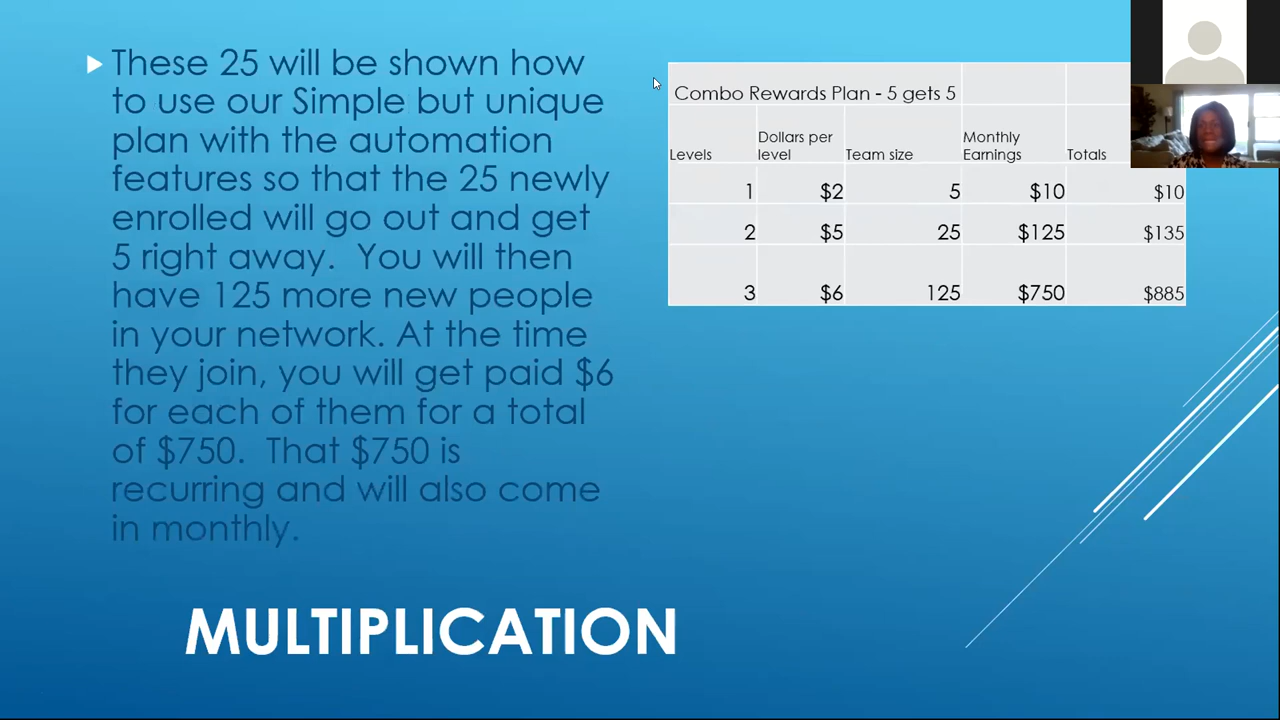 These 25 will be shown how
to use our Simple but unique
plan with the automation
features so that the 25 newly
enrolled will go out and get
5 right away.  You will then
have 125 more new people
in your network. At the time
they join, you will get paid $6
for each of them for a total
of $750.  That $750 is
recurring and will also come
in monthly.
Combo Rewards Plan - 5 gets 5
Levels Dollars per level Team size Monthly Earnings Totals
1 $2 5 $10 $10
2 $5 25 $125 $135
3 $6 125 $750 $885
MULTIPLICATION